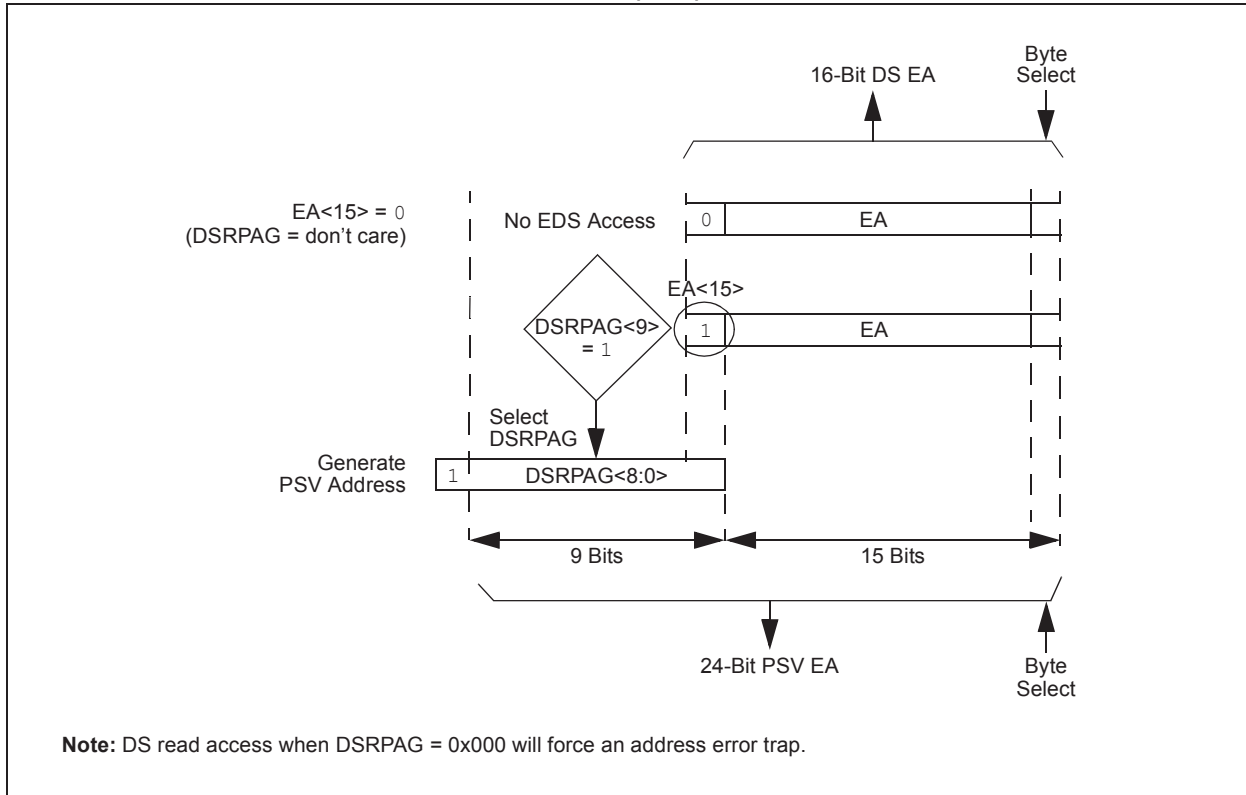 16-Bit DS EA
Byte
Select
EA<15> = 0
(DSRPAG = don't care)
No EDS Access
0
EA
EA<15>
DSRPAG<9>
= 1
1
EA
Select
DSRPAG
Generate
PSV Address
1
DSRPAG<8:0>
9 Bits
15 Bits
24-Bit PSV EA
Byte
Select
Note: DS read access when DSRPAG = 0x000 will force an address error trap.